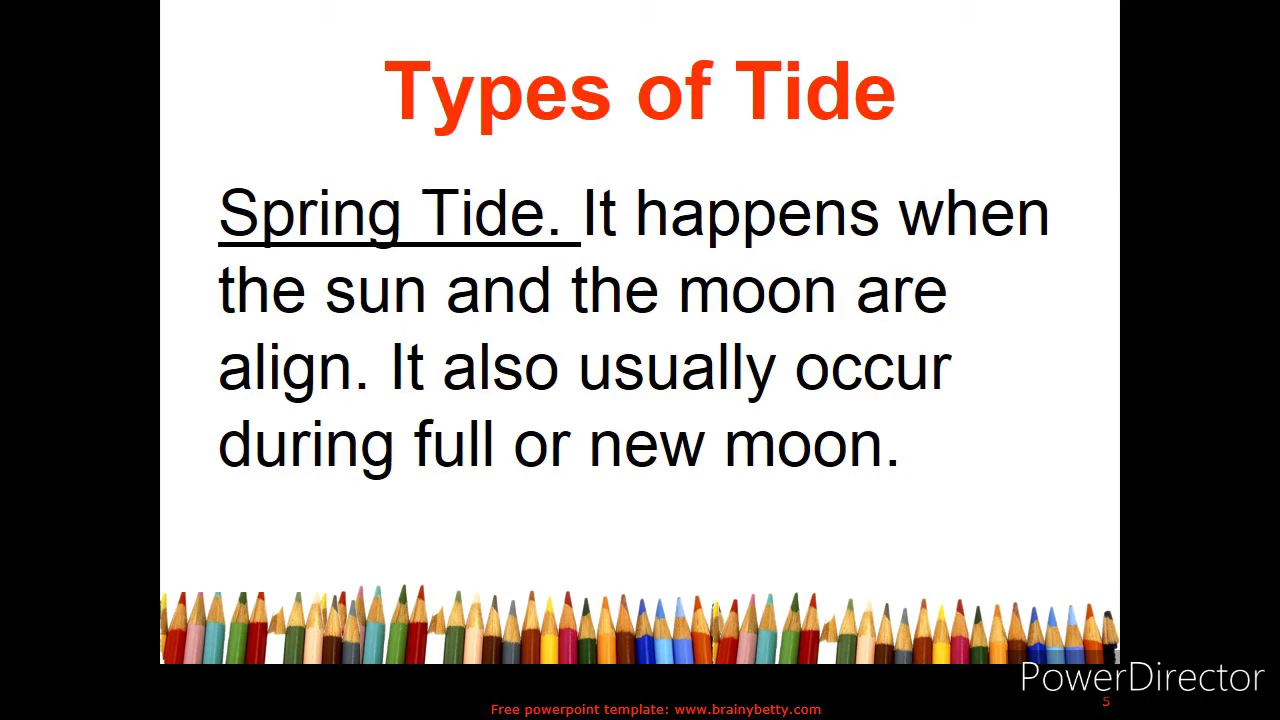 Types of Tide
Spring Tide. It happens when
the sun and the moon are
align. It also usually occur
during full or new moon.
PowerDirector
5
Free powerpoint template: www.brainybetty.com